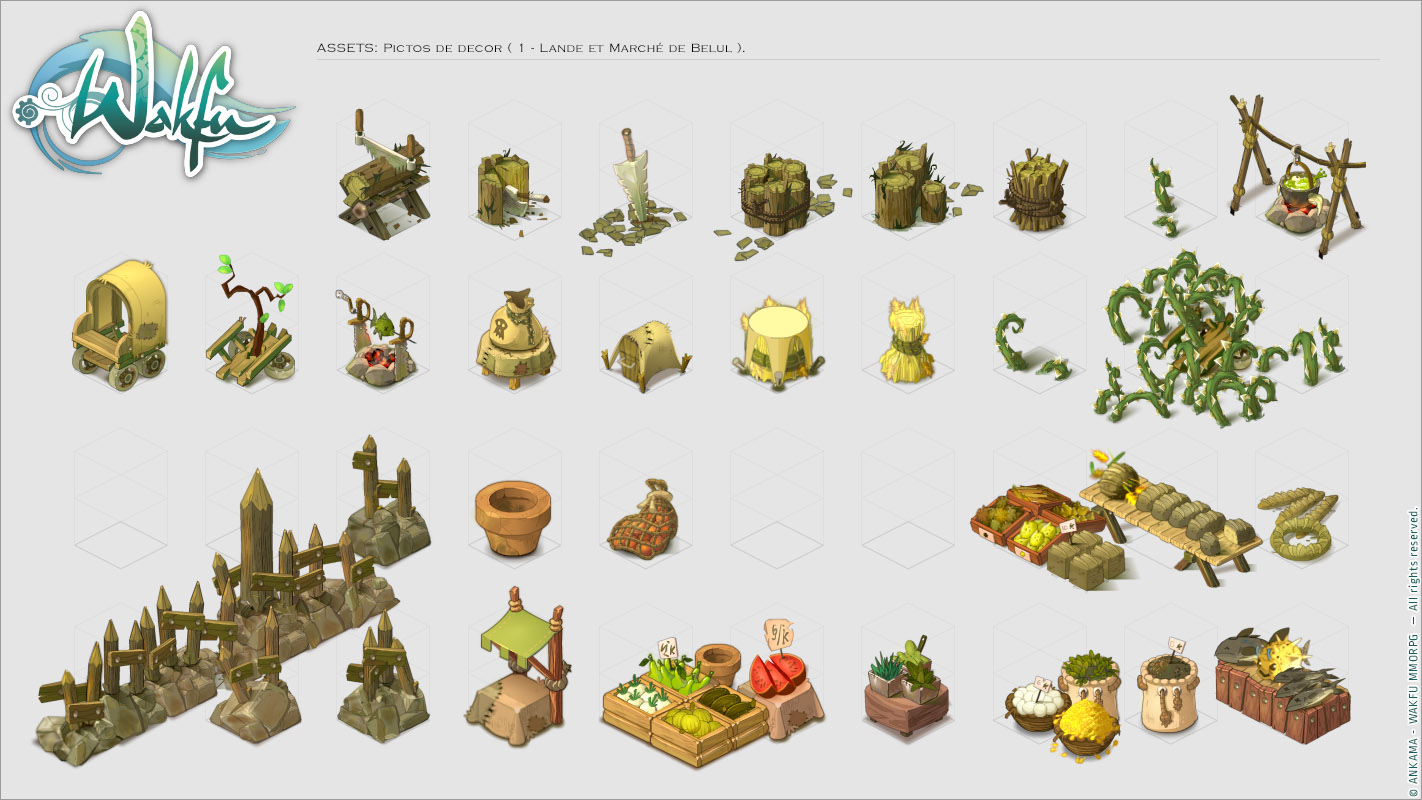 Wakfu
ASSETS: Pictos de decor ( 1 - Lande et Marché de Belul ).
© ANKAMA - WAKFU MMORPG – All rights reserved.